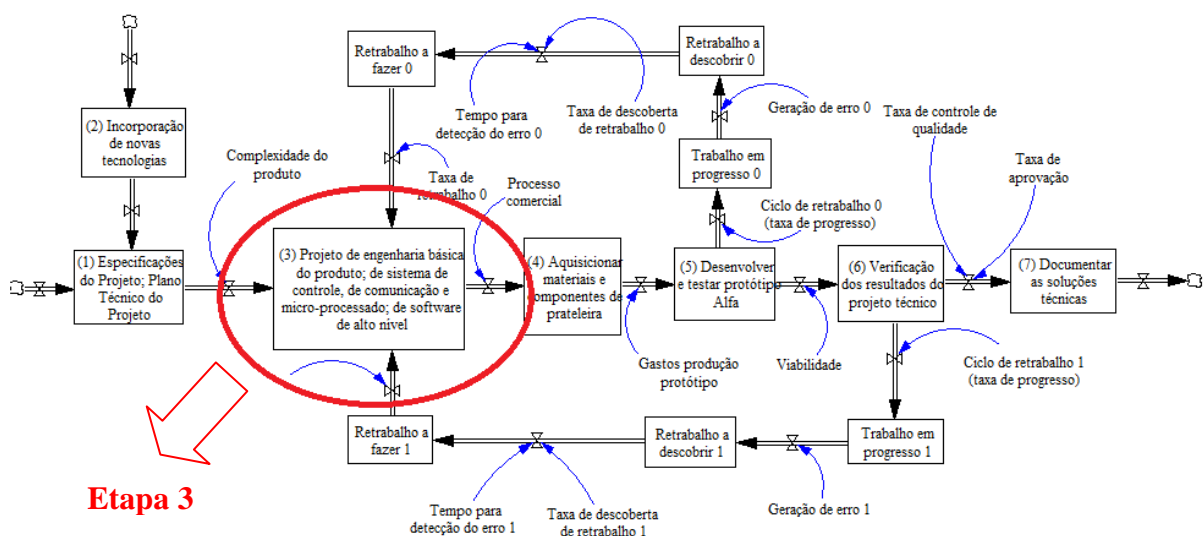 Retrabalho a
fazer 0
Retrabalho a
descobrir 0
Tempo para
detecção do erro 0
Taxa de descoberta
de retrabalho 0
Geração de erro 0
Taxa de controle de
qualidade
(2) Incorporação
de novas
tecnologias
Complexidade do
produto
Taxa de
retrabalho 0
Processo
comercial
Trabalho em
progresso 0
Taxa de
aprovação
Ciclo de retrabalho 0
(taxa de progresso)
(1) Especificações
do Projeto; Plano
Técnico do
Projeto
(3) Projeto de engenharia básica
do produto; de sistema de
controle, de comunicação e
micro-processado; de software
de alto nível
(4) Aquisicionar
materiais e
componentes de
prateleira
(5) Desenvolver
e testar protótipo
Alfa
(6) Verificação
dos resultados do
projeto técnico
(7) Documentar
as soluções
técnicas
Gastos produção
protótipo
Viabilidade
Ciclo de retrabalho 1
(taxa de progresso)
Retrabalho a
fazer 1
Retrabalho a
descobrir 1
Trabalho em
progresso 1
Etapa 3
Tempo para
detecção do erro 1
Taxa de descoberta
de retrabalho 1
Geração de erro 1